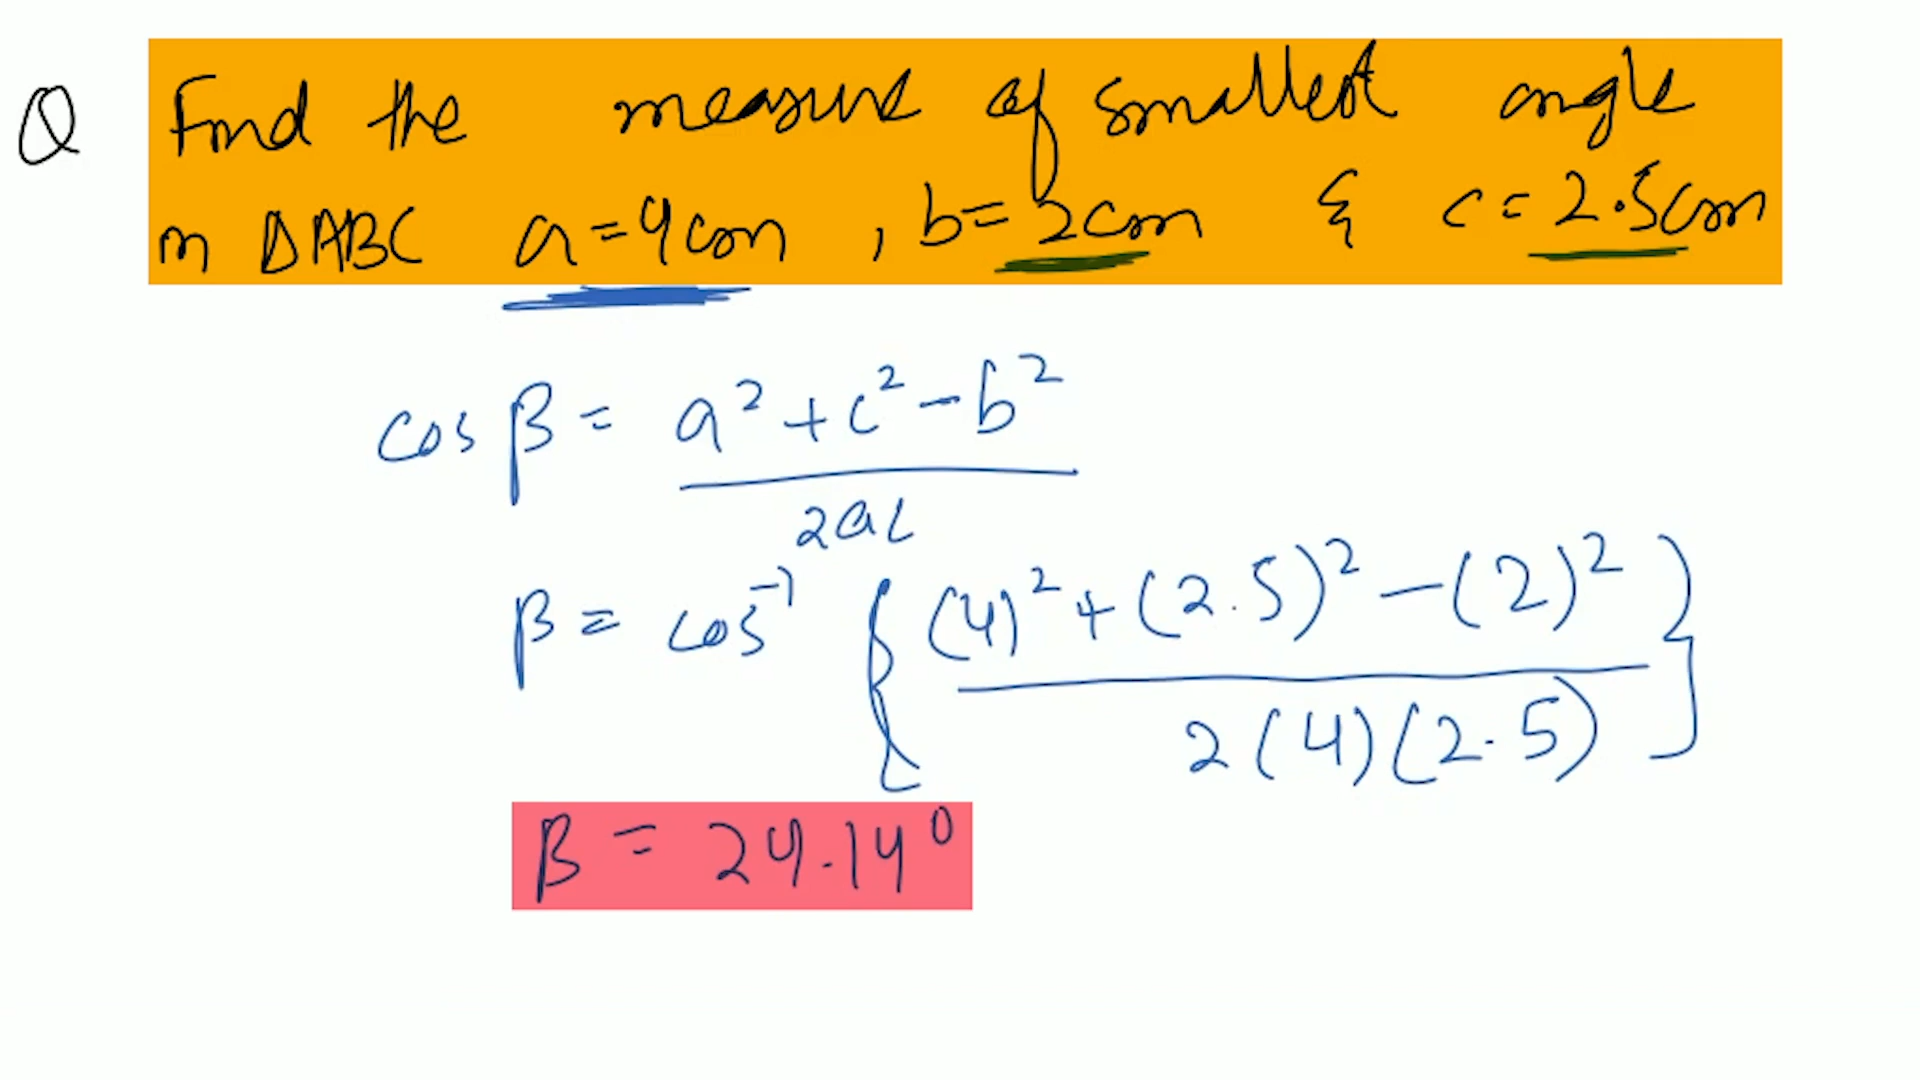 Q Find the measure of smallest angle
in ΔABC a=4cm , b=2cm & c=2.5cm
cos β = a²+c²-b²
2ac
β = cos⁻¹ { (4)²+(2.5)²-(2)² }
2(4)(2.5)
β = 24.14⁰